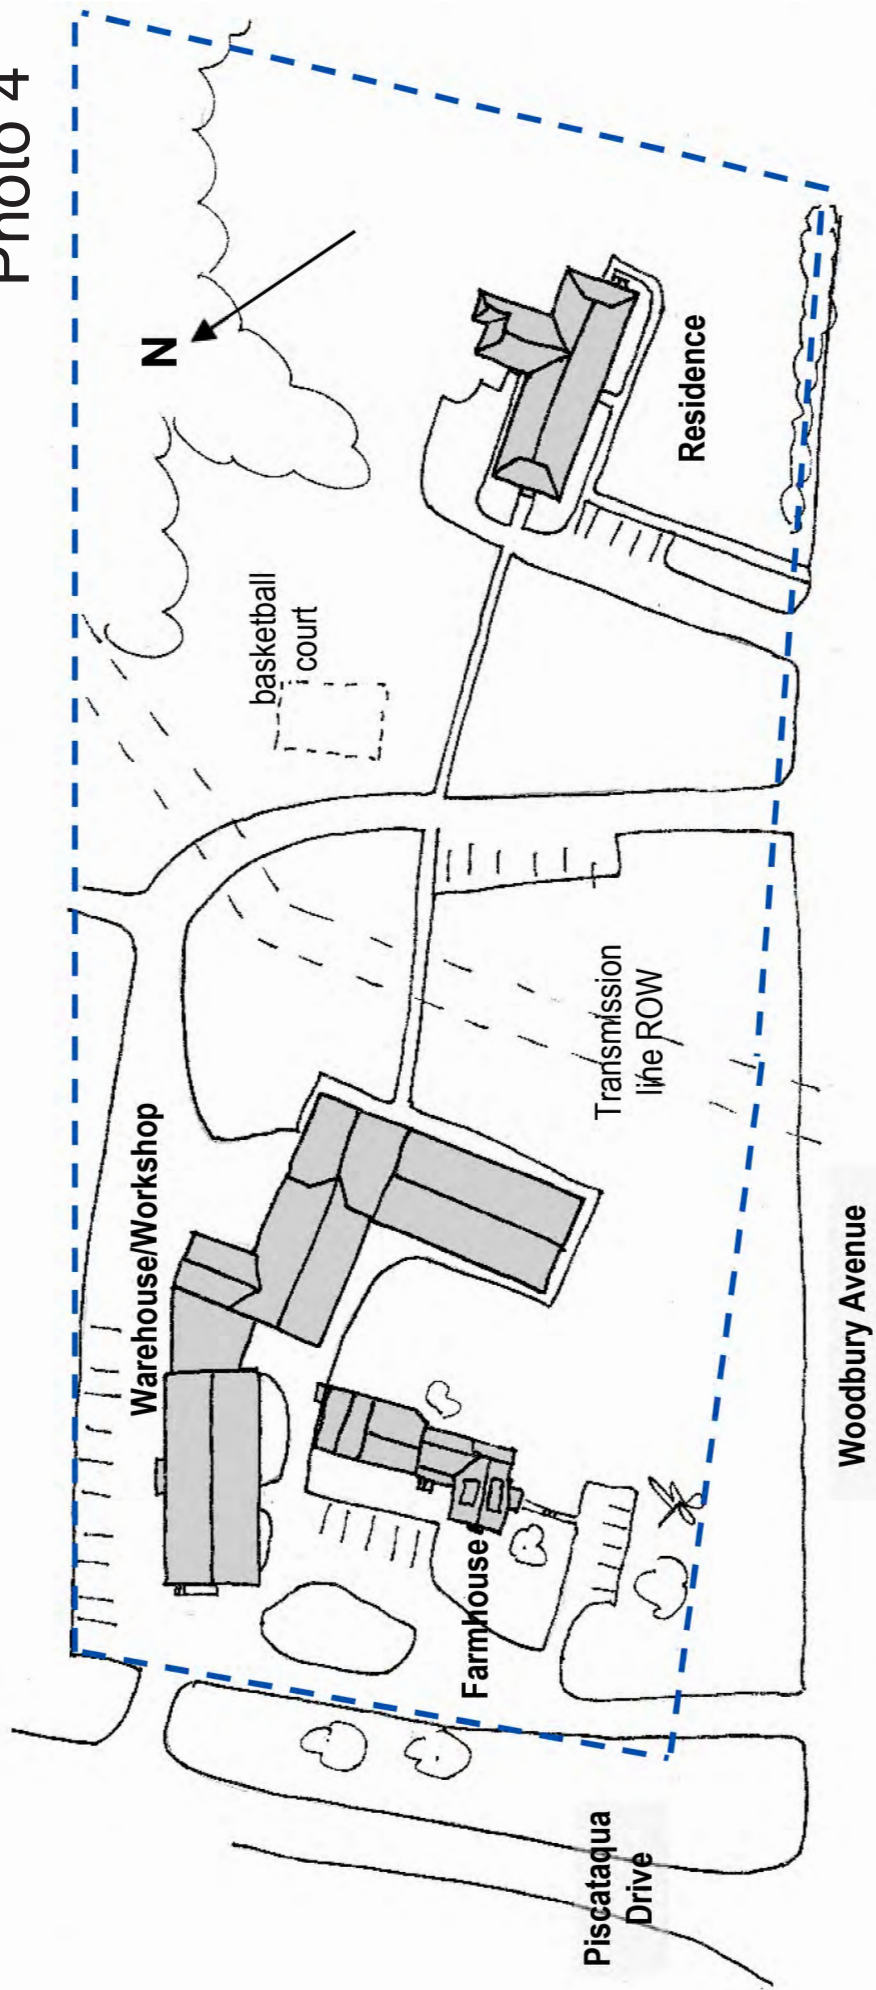 Photo 4
N
basketball
court
Residence
Transmission
line ROW
Warehouse/Workshop
Farmhouse
Woodbury Avenue
Piscataqua
Drive